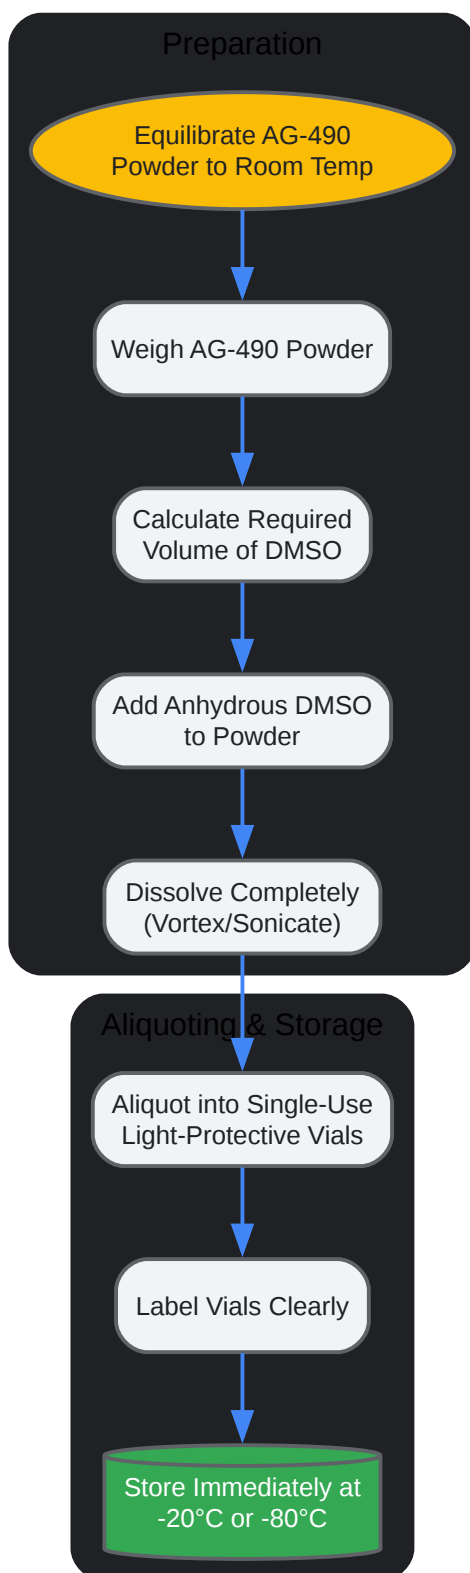 Preparation
Equilibrate AG-490
Powder to Room Temp
Weigh AG-490 Powder
Calculate Required
Volume of DMSO
Add Anhydrous DMSO
to Powder
Dissolve Completely
(Vortex/Sonicate)
Aliquoting & Storage
Aliquot into Single-Use
Light-Protective Vials
Label Vials Clearly
Store Immediately at
-20°C or -80°C